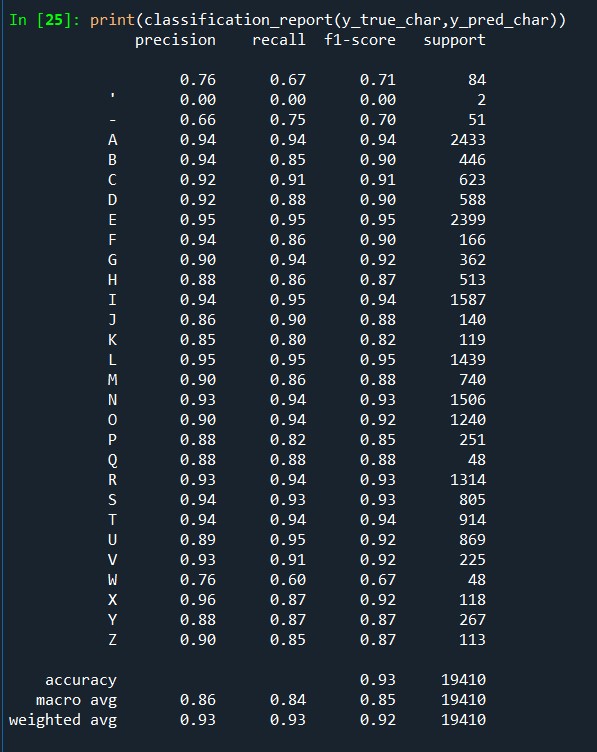 In [25]: print(classification_report(y_true_char,y_pred_char))
              precision    recall  f1-score   support

                   0.76      0.67      0.71        84
           '       0.00      0.00      0.00         2
           -       0.66      0.75      0.70        51
           A       0.94      0.94      0.94      2433
           B       0.94      0.85      0.90       446
           C       0.92      0.91      0.91       623
           D       0.92      0.88      0.90       588
           E       0.95      0.95      0.95      2399
           F       0.94      0.86      0.90       166
           G       0.90      0.94      0.92       362
           H       0.88      0.86      0.87       513
           I       0.94      0.95      0.94      1587
           J       0.86      0.90      0.88       140
           K       0.85      0.80      0.82       119
           L       0.95      0.95      0.95      1439
           M       0.90      0.86      0.88       740
           N       0.93      0.94      0.93      1506
           O       0.90      0.94      0.92      1240
           P       0.88      0.82      0.85       251
           Q       0.88      0.88      0.88        48
           R       0.93      0.94      0.93      1314
           S       0.94      0.93      0.93       805
           T       0.94      0.94      0.94       914
           U       0.89      0.95      0.92       869
           V       0.93      0.91      0.92       225
           W       0.76      0.60      0.67        48
           X       0.96      0.87      0.92       118
           Y       0.88      0.87      0.87       267
           Z       0.90      0.85      0.87       113

    accuracy                           0.93     19410
   macro avg       0.86      0.84      0.85     19410
weighted avg       0.93      0.93      0.92     19410